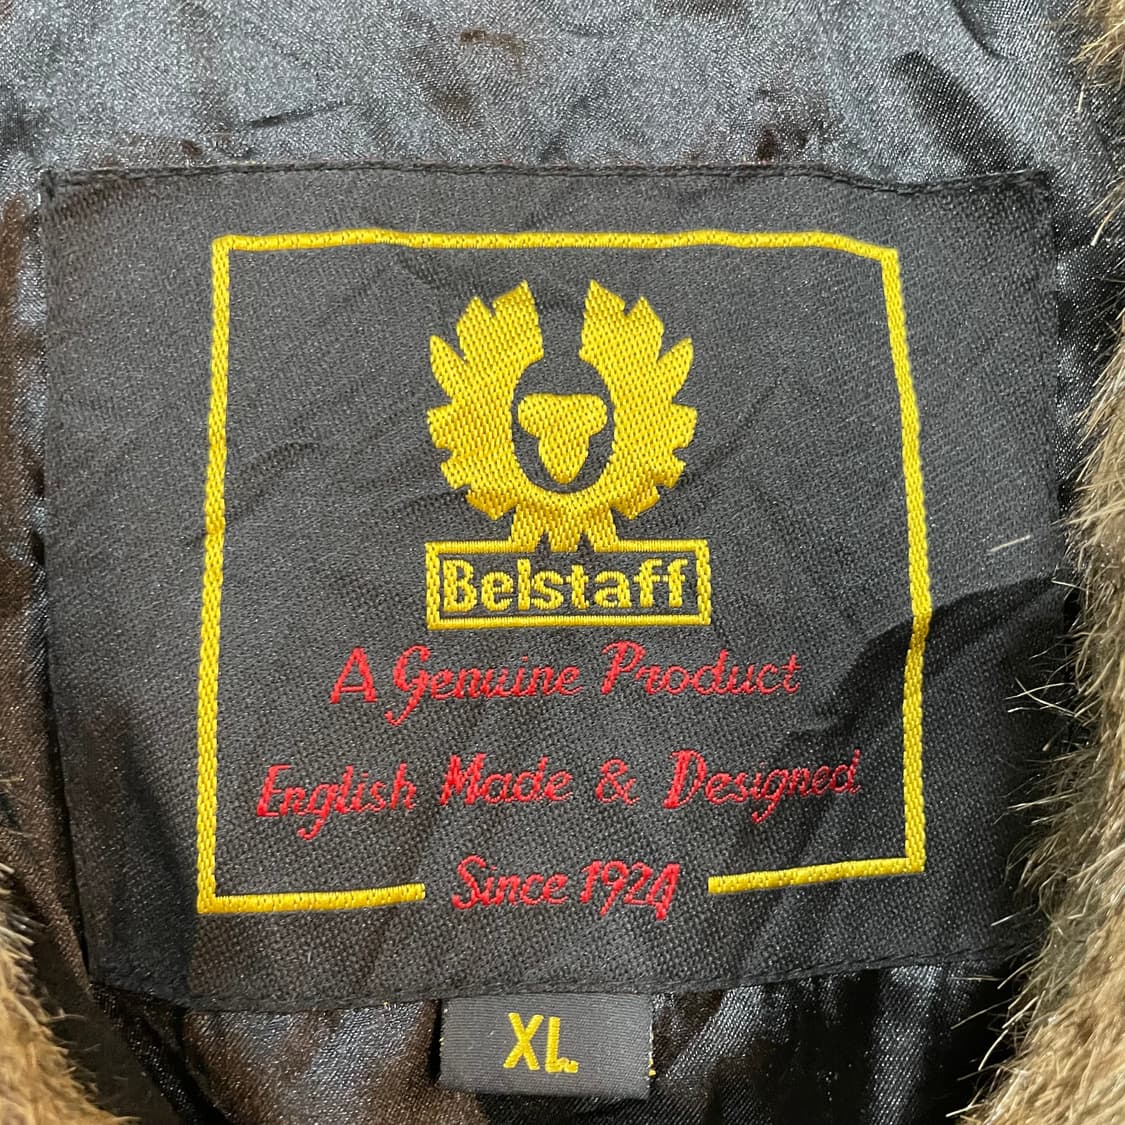 Belstaff
A Genuine Product
English Made & Designed
Since 1924
XL